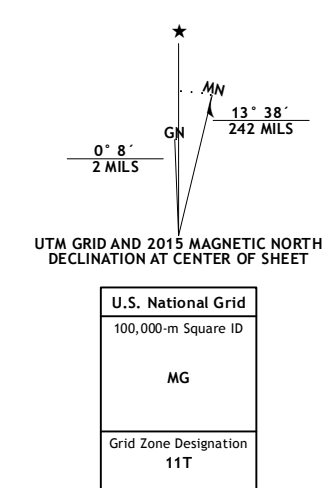 ★
MN
GN
13° 38´
242 MILS
0° 8´
2 MILS
UTM GRID AND 2015 MAGNETIC NORTH
DECLINATION AT CENTER OF SHEET
U.S. National Grid
100,000-m Square ID
MG
Grid Zone Designation
11T